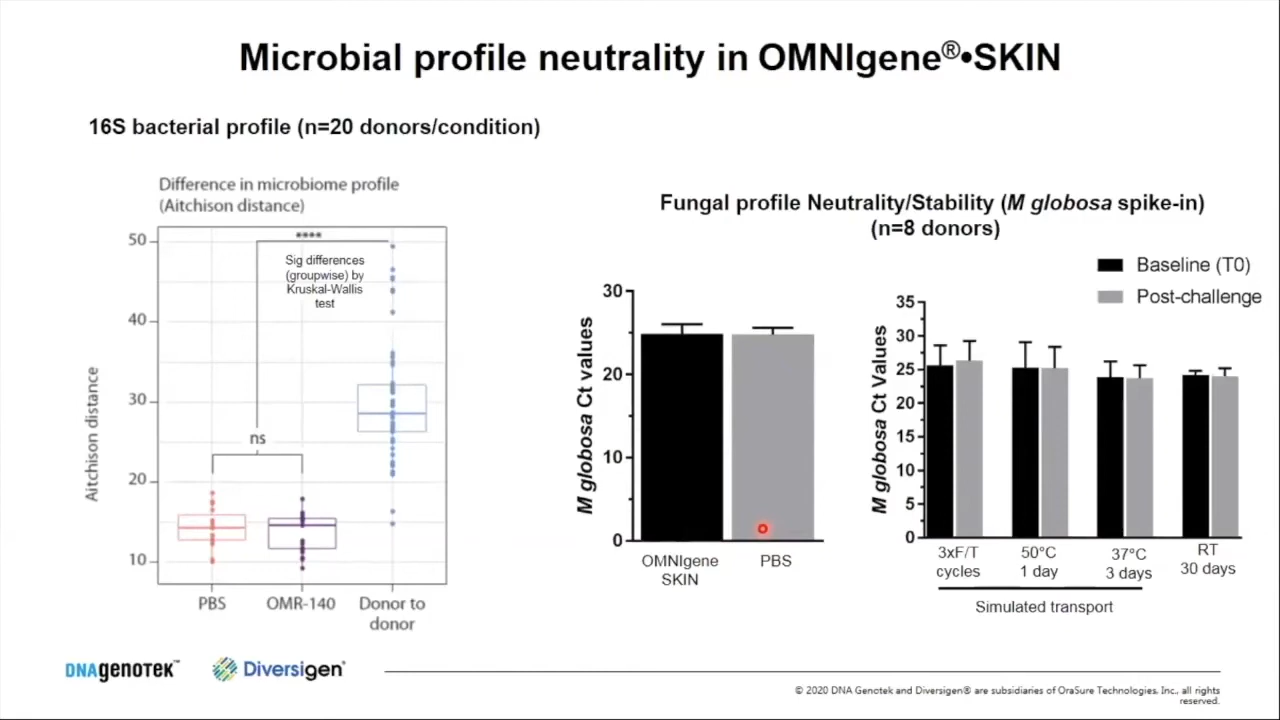 Microbial profile neutrality in OMNIgene®•SKIN
16S bacterial profile (n=20 donors/condition)
Difference in microbiome profile
(Aitchison distance)
Aitchison distance
50
40
30
20
10
****
Sig differences
(groupwise) by
Kruskal-Wallis
test
ns
PBS
OMR-140
Donor to
donor
Fungal profile Neutrality/Stability (M globosa spike-in)
(n=8 donors)
M globosa Ct values
30
20
10
0
OMNIgene
SKIN
PBS
Baseline (T0)
Post-challenge
M globosa Ct Values
35
30
25
20
15
10
5
0
3xF/T
cycles
50°C
1 day
37°C
3 days
RT
30 days
Simulated transport
DNAgenotek™
Diversigen®
© 2020 DNA Genotek and Diversigen® are subsidiaries of OraSure Technologies, Inc., all rights
reserved.